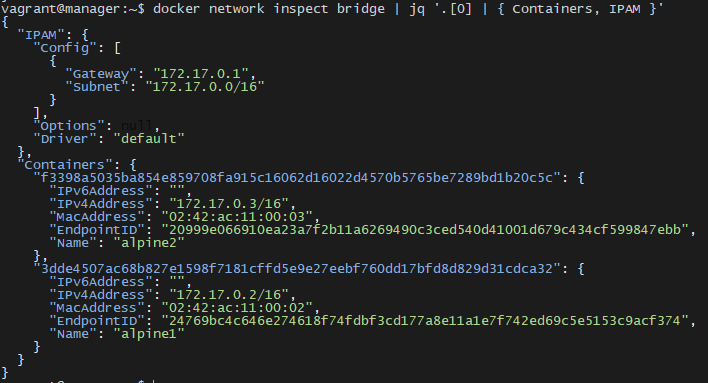 vagrant@manager:~$ docker network inspect bridge | jq '.[0] | { Containers, IPAM }'
{
  "IPAM": {
    "Config": [
      {
        "Gateway": "172.17.0.1",
        "Subnet": "172.17.0.0/16"
      }
    ],
    "Options": null,
    "Driver": "default"
  },
  "Containers": {
    "f3398a5035ba854e859708fa915c16062d16022d4570b5765be7289bd1b20c5c": {
      "IPv6Address": "",
      "IPv4Address": "172.17.0.3/16",
      "MacAddress": "02:42:ac:11:00:03",
      "EndpointID": "20999e066910ea23a7f2b11a6269490c3ced540d41001d679c434cf599847ebb",
      "Name": "alpine2"
    },
    "3dde4507ac68b827e1598f7181cffd5e9e27eebf760dd17bfd8d829d31cdca32": {
      "IPv6Address": "",
      "IPv4Address": "172.17.0.2/16",
      "MacAddress": "02:42:ac:11:00:02",
      "EndpointID": "24769bc4c646e274618f74fdbf3cd177a8e11a1e7f742ed69c5e5153c9acf374",
      "Name": "alpine1"
    }
  }
}